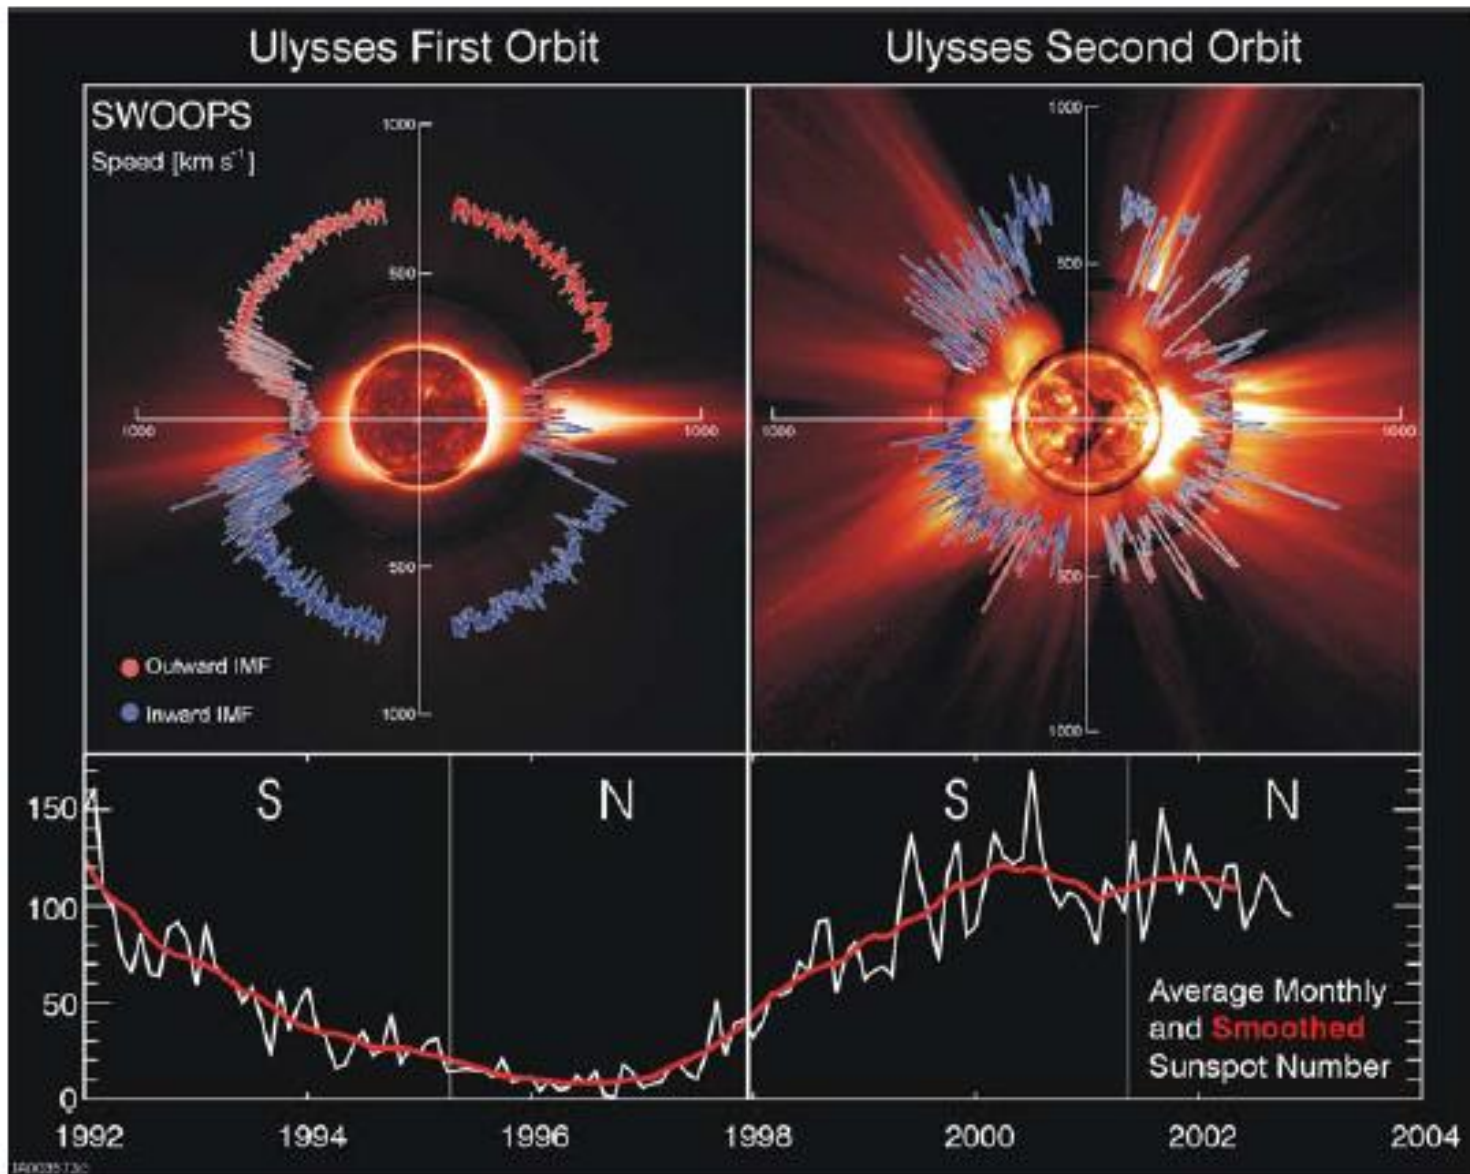 Ulysses First Orbit
Ulysses Second Orbit
SWOOPS
Speed [km s⁻¹]
1000
500
1000
1000
500
1000
Outward IMF
Inward IMF
1000
500
1000
1000
500
1000
S
N
S
N
150
100
50
0
Average Monthly
and Smoothed
Sunspot Number
1992
1994
1996
1998
2000
2002
2004